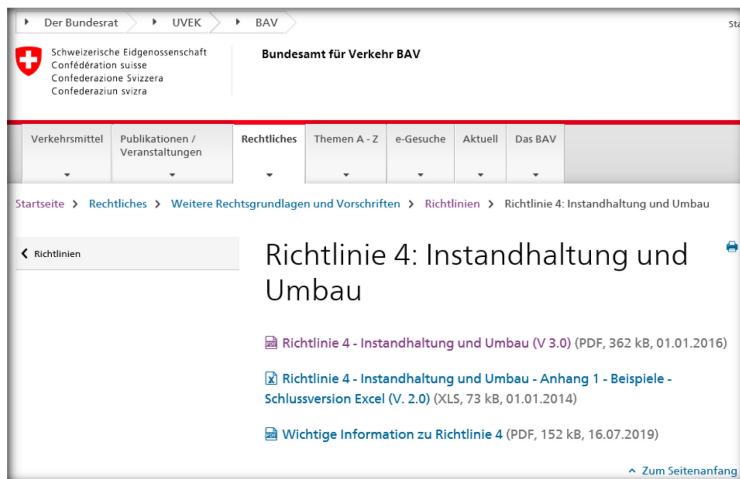 Der Bundesrat UVEK BAV
Schweizerische Eidgenossenschaft
Confédération suisse
Confederazione Svizzera
Confederaziun svizra
Bundesamt für Verkehr BAV
Verkehrsmittel
Publikationen /
Veranstaltungen
Rechtliches
Themen A - Z
e-Gesuche
Aktuell
Das BAV
Startseite > Rechtliches > Weitere Rechtsgrundlagen und Vorschriften > Richtlinien > Richtlinie 4: Instandhaltung und Umbau
Richtlinien
Richtlinie 4: Instandhaltung und
Umbau
Richtlinie 4 - Instandhaltung und Umbau (V 3.0) (PDF, 362 kB, 01.01.2016)
Richtlinie 4 - Instandhaltung und Umbau - Anhang 1 - Beispiele -
Schlussversion Excel (V. 2.0) (XLS, 73 kB, 01.01.2014)
Wichtige Information zu Richtlinie 4 (PDF, 152 kB, 16.07.2019)
Zum Seitenanfang